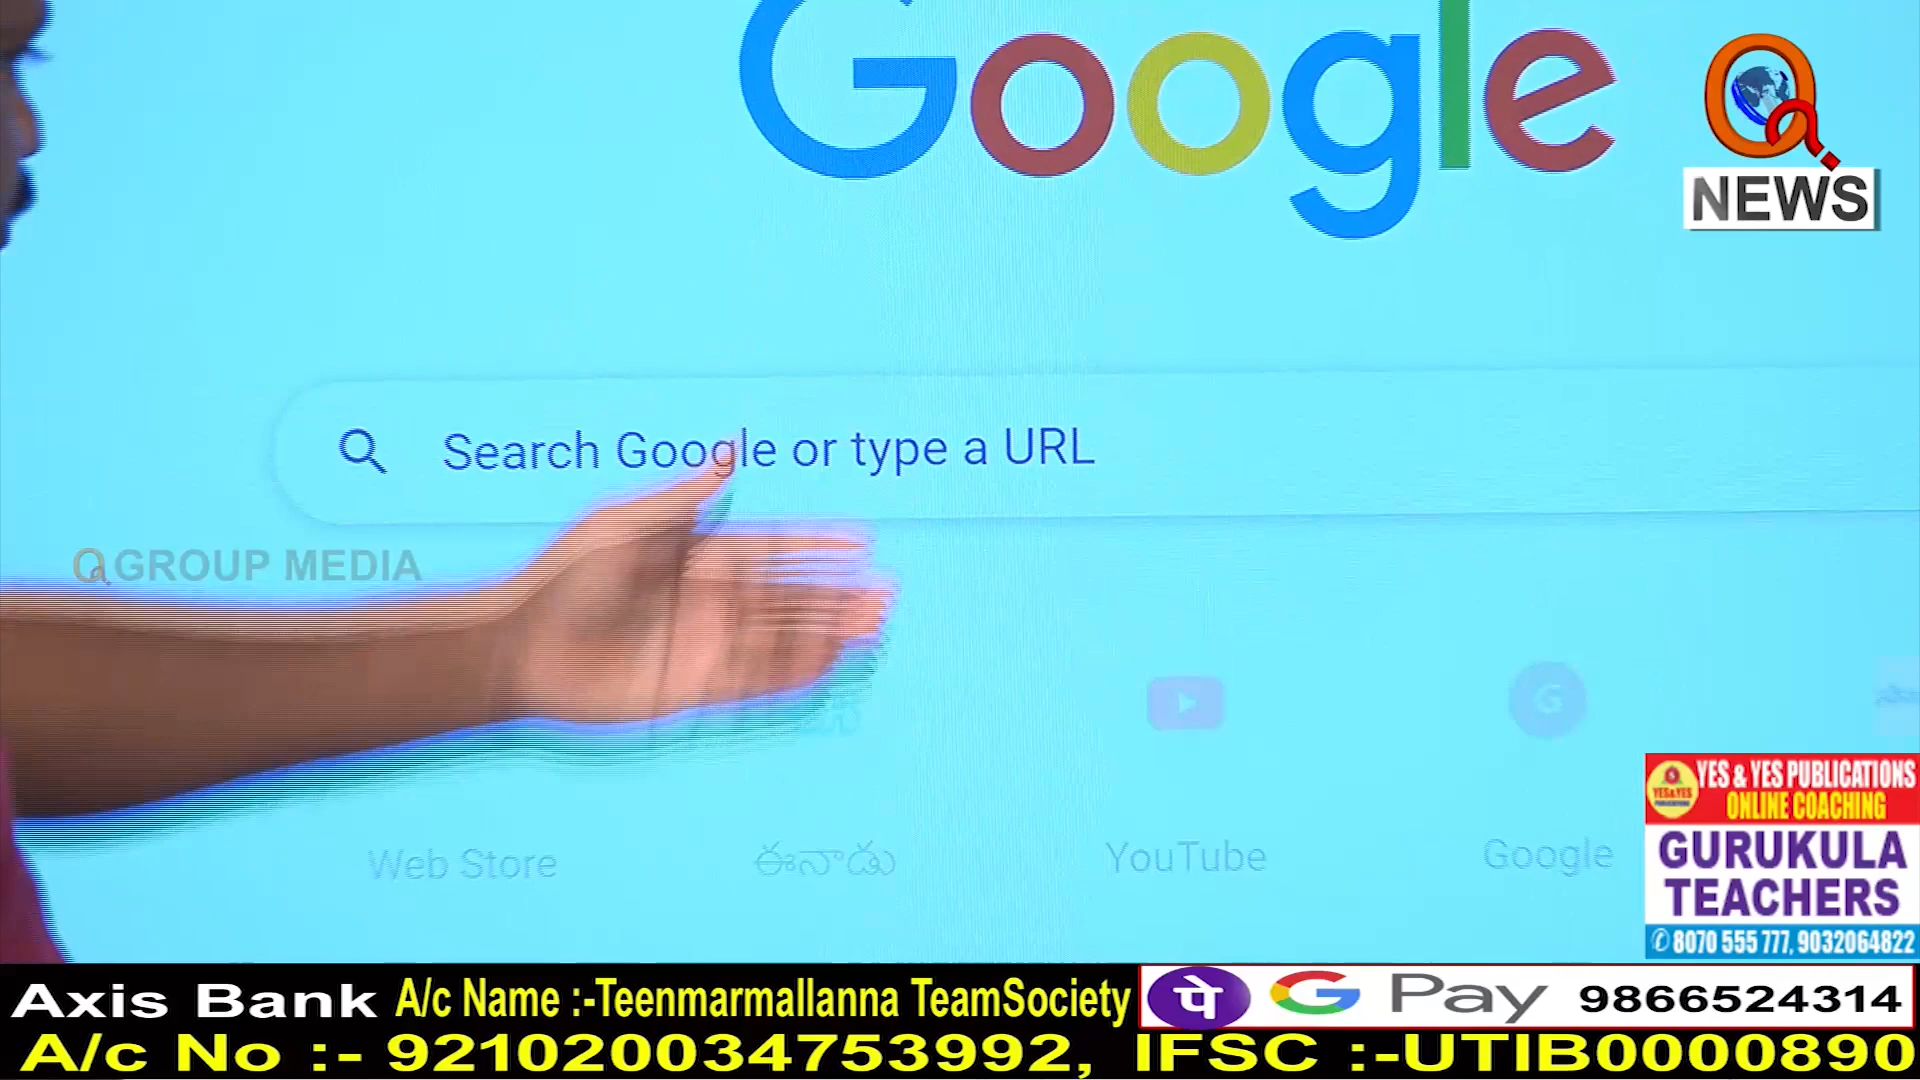 Google
NEWS
Search Google or type a URL
GROUP MEDIA
Web Store
ఈనాడు
YouTube
Google
YES & YES PUBLICATIONS
ONLINE COACHING
GURUKULA
TEACHERS
✆ 8070 555 777, 9032064822
Axis Bank A/c Name :-Teenmarmallanna TeamSociety
पे G Pay 9866524314
A/c No :- 921020034753992, IFSC :-UTIB0000890